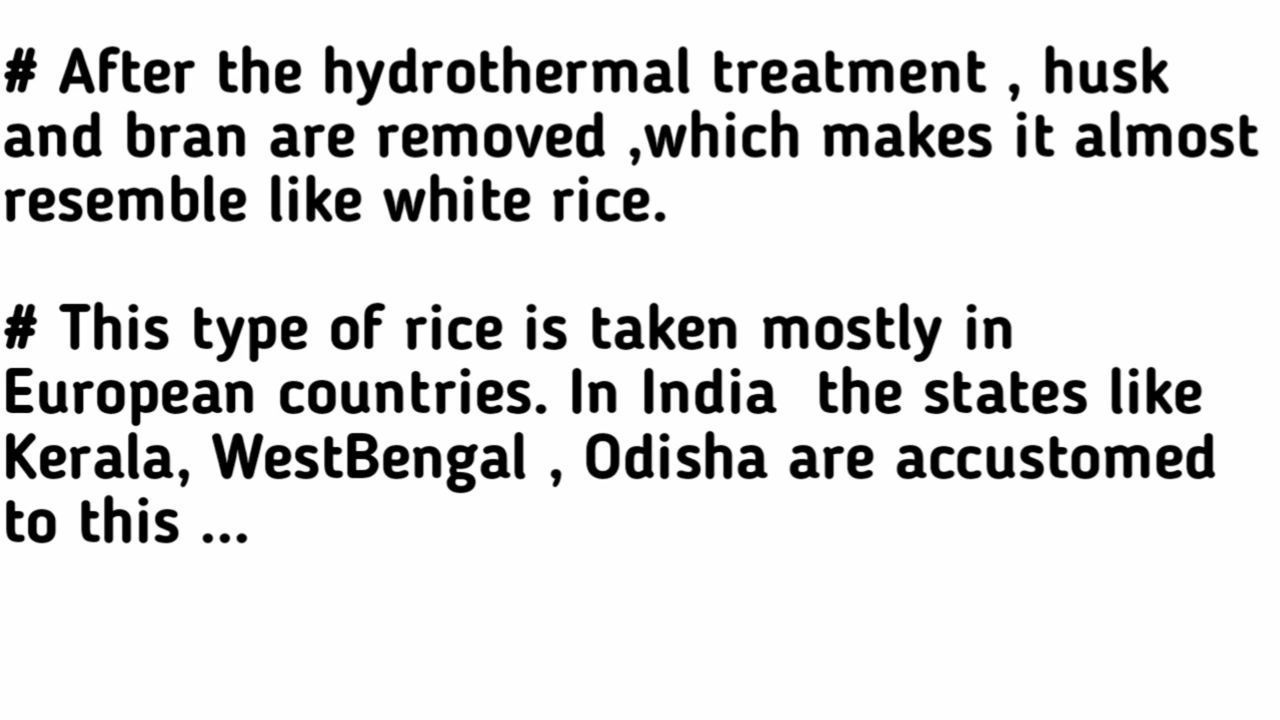 # After the hydrothermal treatment , husk
and bran are removed ,which makes it almost
resemble like white rice.
# This type of rice is taken mostly in
European countries. In India  the states like
Kerala, WestBengal , Odisha are accustomed
to this ...